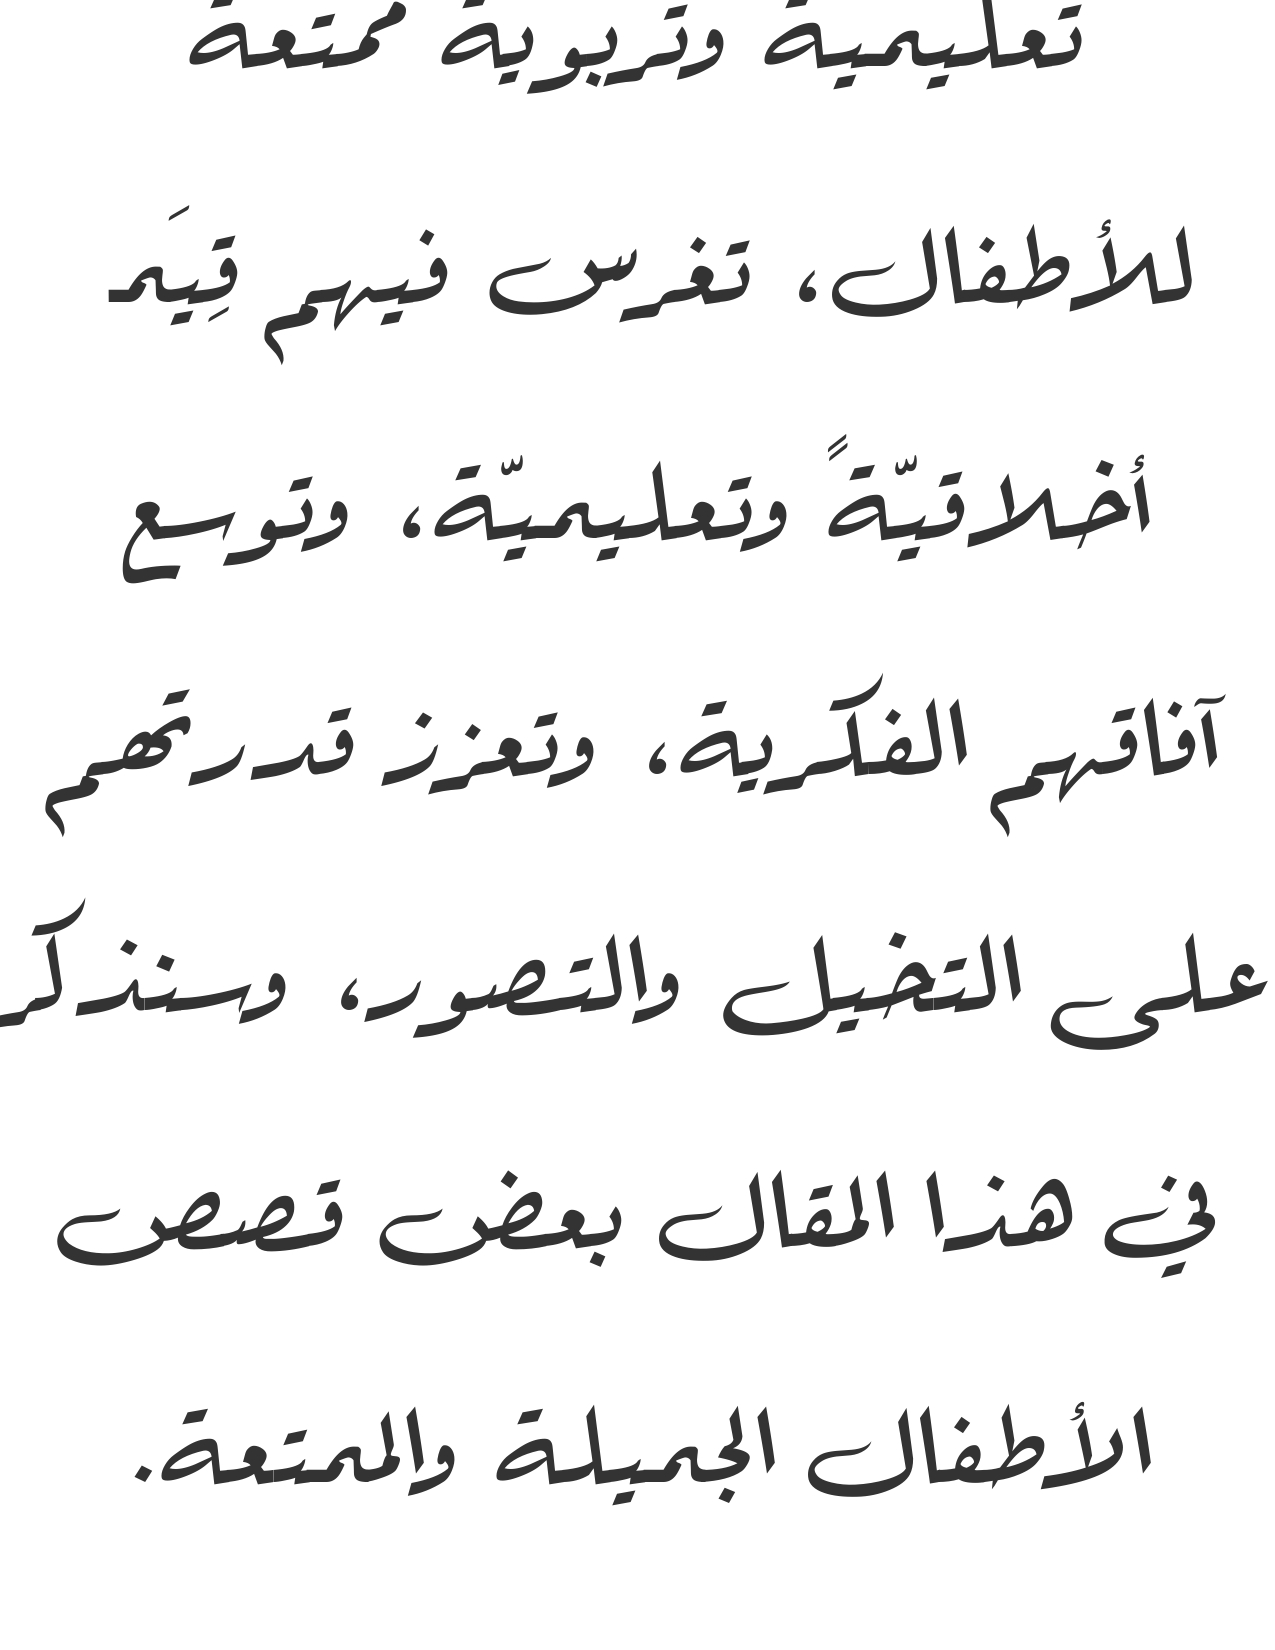 تعليمية وتربوية ممتعة
للأطفال، تغرس فيهم قِيَمـ
أخلاقيّةً وتعليميّة، وتوسع
آفاقهم الفكرية، وتعزز قدرتهم
على التخيل والتصور، وسنذكر
في هذا المقال بعض قصص
الأطفال الجميلة والممتعة.